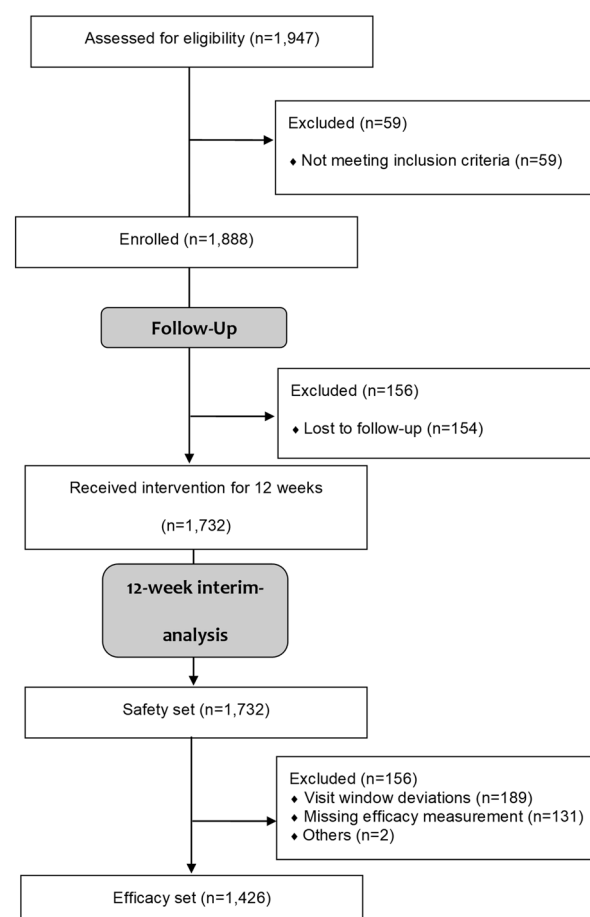 Assessed for eligibility (n=1,947)
Excluded (n=59)
♦ Not meeting inclusion criteria (n=59)
Enrolled (n=1,888)
Follow-Up
Excluded (n=156)
♦ Lost to follow-up (n=154)
Received intervention for 12 weeks
(n=1,732)
12-week interim-
analysis
Safety set (n=1,732)
Excluded (n=156)
♦ Visit window deviations (n=189)
♦ Missing efficacy measurement (n=131)
♦ Others (n=2)
Efficacy set (n=1,426)